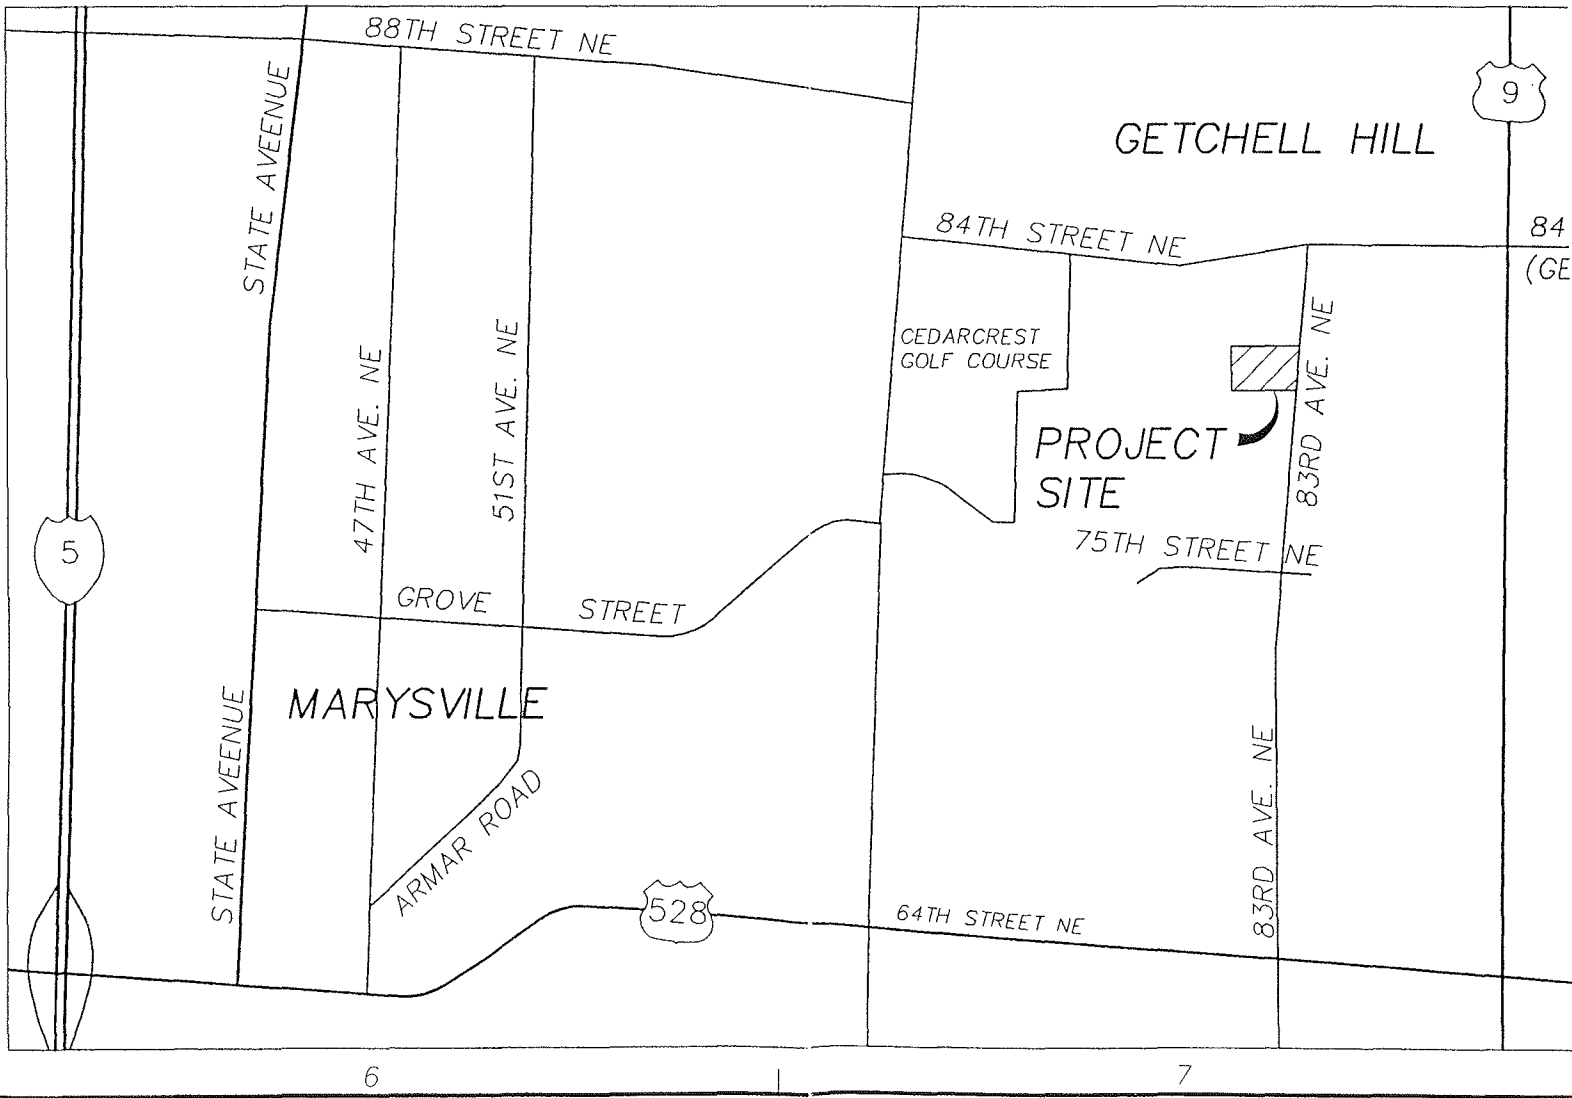 88TH STREET NE
STATE AVEENUE
9
GETCHELL HILL
84TH STREET NE
84
(GE
CEDARCREST
GOLF COURSE
83RD AVE. NE
47TH AVE. NE
51ST AVE. NE
PROJECT
SITE
75TH STREET NE
5
GROVE STREET
MARYSVILLE
STATE AVEENUE
ARMAR ROAD
83RD AVE. NE
528
64TH STREET NE
6
7